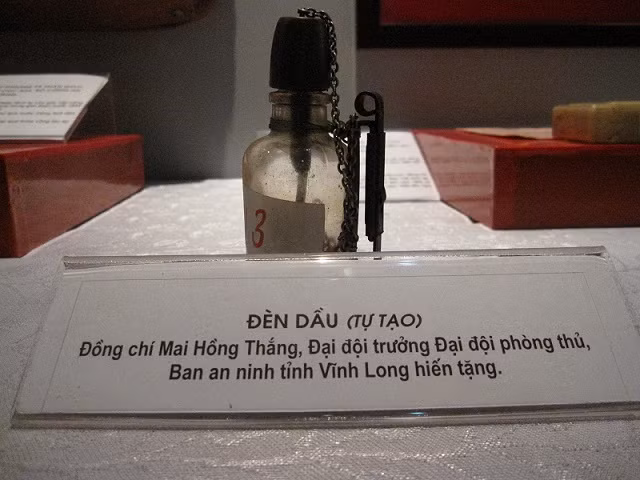 3
ĐÈN DẦU (TỰ TẠO)
Đồng chí Mai Hồng Thắng, Đại đội trưởng Đại đội phòng thủ,
Ban an ninh tỉnh Vĩnh Long hiến tặng.